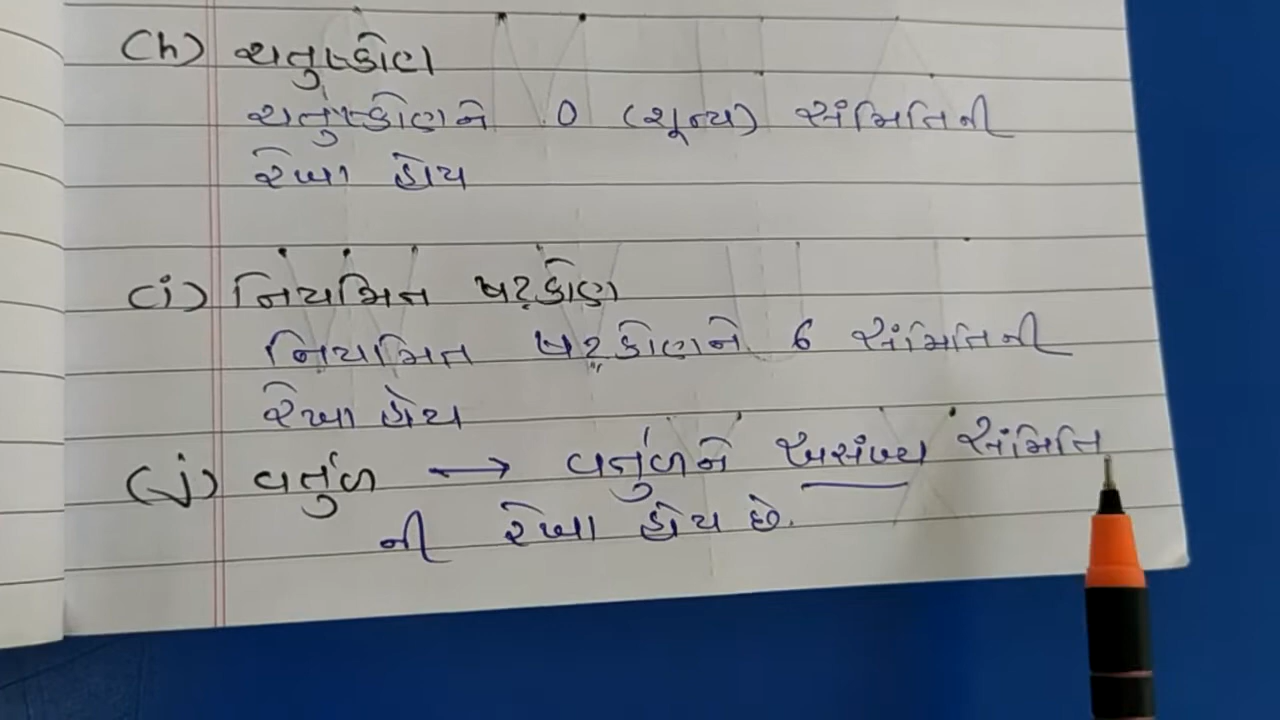 (h) ચતુષ્કોણ
ચતુષ્કોણને 0 (શૂન્ય) સંમિતિની
રેખા હોય
(i) નિયમિત ષટ્કોણ
નિયમિત ષટ્કોણને 6 સંમિતિની
રેખા હોય
(j) વર્તુળ → વર્તુળને અસંખ્ય સંમિતિ
ની રેખા હોય છે.